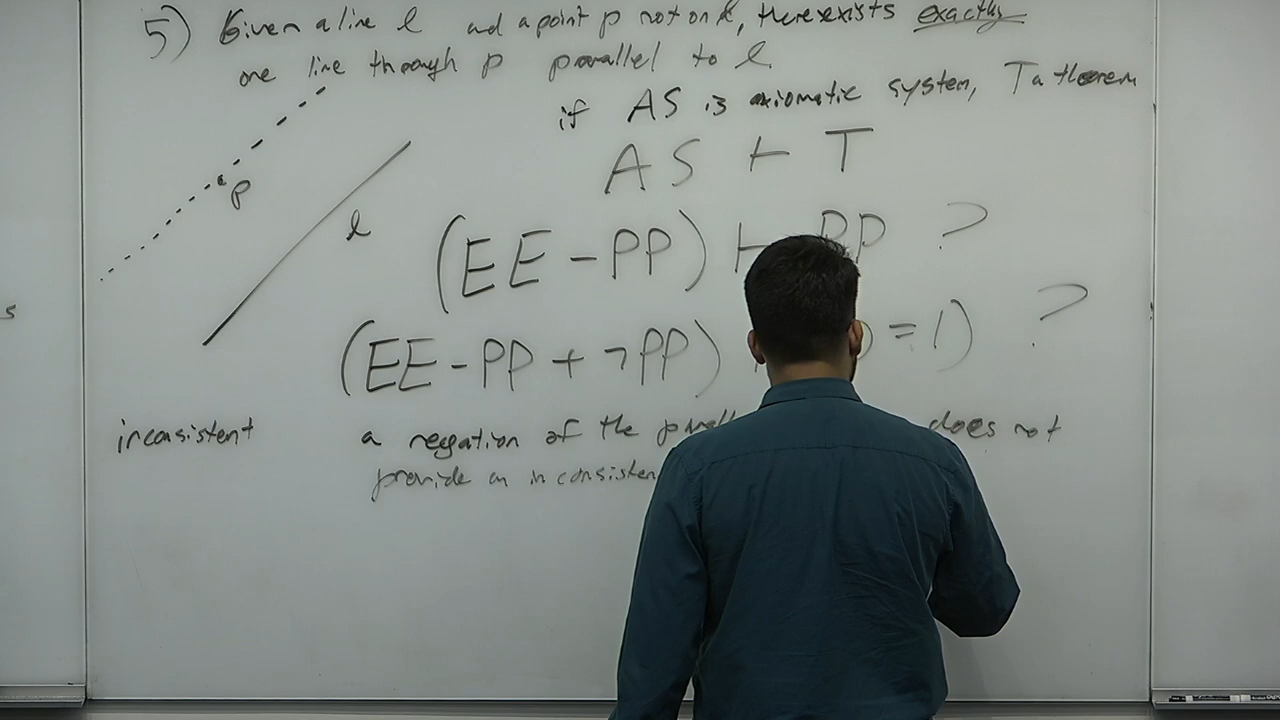 5) Given a line l and a point p not on l, there exists exactly
one line through p parallel to l.
if AS is axiomatic system, T a theorem
AS ⊢ T
p
l
(EE - PP) ⊢ PP ?
(EE - PP + ¬PP) = 1) ?
s
inconsistent
a negation of the does not
provide an